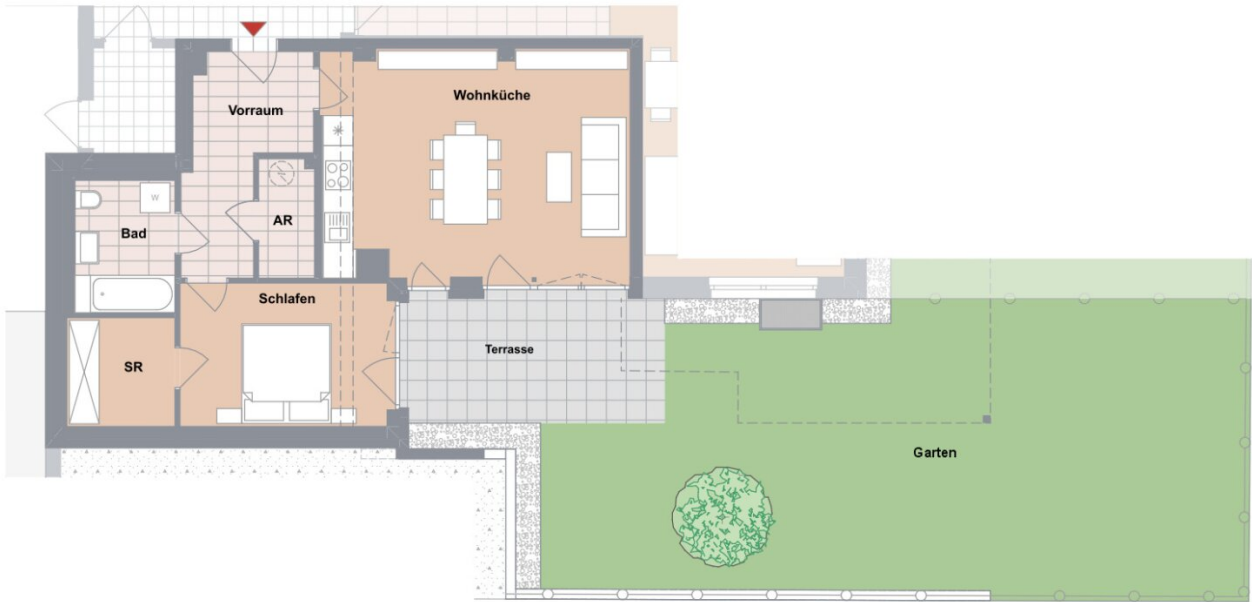 Vorraum
Wohnküche
W
AR
Bad
Schlafen
Terrasse
SR
Garten